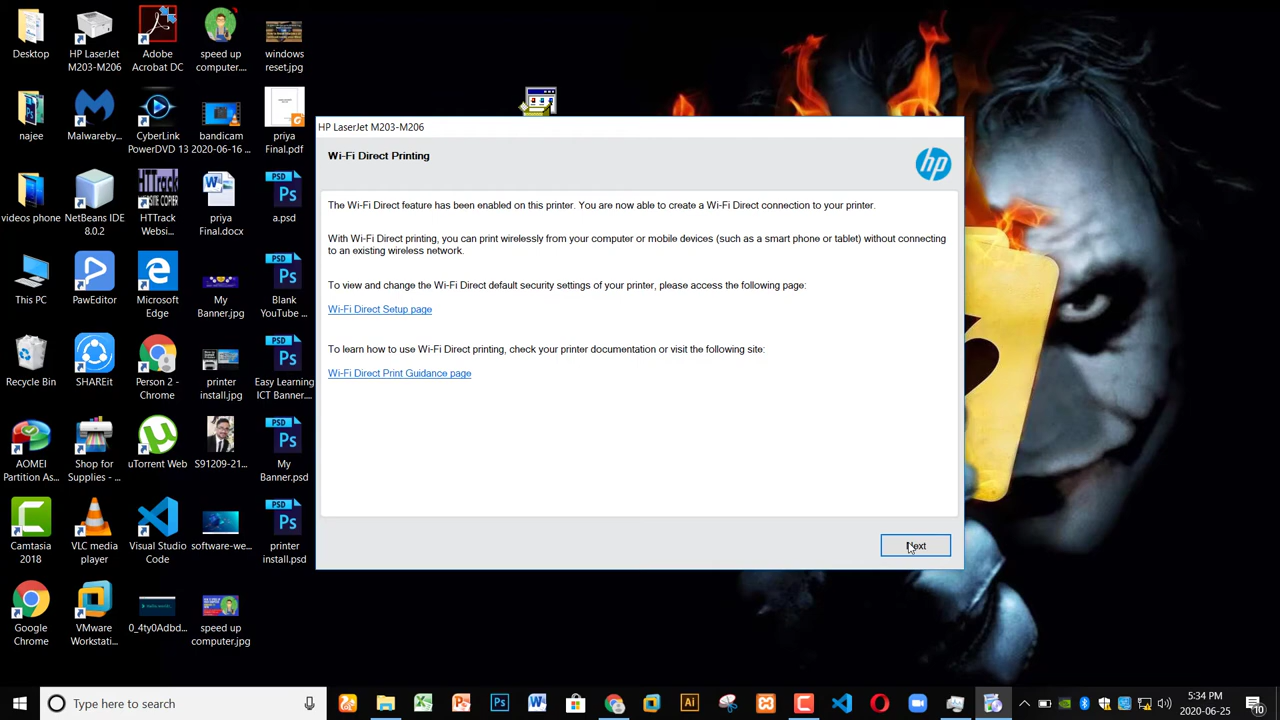 Desktop
HP LaserJet
M203-M206
Adobe
Acrobat DC
speed up
computer....
windows
reset.jpg
najee
Malwareby...
CyberLink
PowerDVD 13
bandicam
2020-06-16 ...
priya
Final.pdf
videos phone
NetBeans IDE
8.0.2
HTTrack
Websi...
priya
Final.docx
a.psd
This PC
PawEditor
Microsoft
Edge
My
Banner.jpg
Blank
YouTube ...
Recycle Bin
SHAREit
Person 2 -
Chrome
printer
install.jpg
Easy Learning
ICT Banner....
AOMEI
Partition As...
Shop for
Supplies - ...
uTorrent Web
S91209-21...
My
Banner.psd
Camtasia
2018
VLC media
player
Visual Studio
Code
software-we...
printer
install.psd
Google
Chrome
VMware
Workstati...
0_4ty0Adbd...
speed up
computer.jpg
HP LaserJet M203-M206
Wi-Fi Direct Printing
hp
The Wi-Fi Direct feature has been enabled on this printer. You are now able to create a Wi-Fi Direct connection to your printer.
With Wi-Fi Direct printing, you can print wirelessly from your computer or mobile devices (such as a smart phone or tablet) without connecting
to an existing wireless network.
To view and change the Wi-Fi Direct default security settings of your printer, please access the following page:
Wi-Fi Direct Setup page
To learn how to use Wi-Fi Direct printing, check your printer documentation or visit the following site:
Wi-Fi Direct Print Guidance page
Next
Type here to search
5:34 PM
2020-06-25